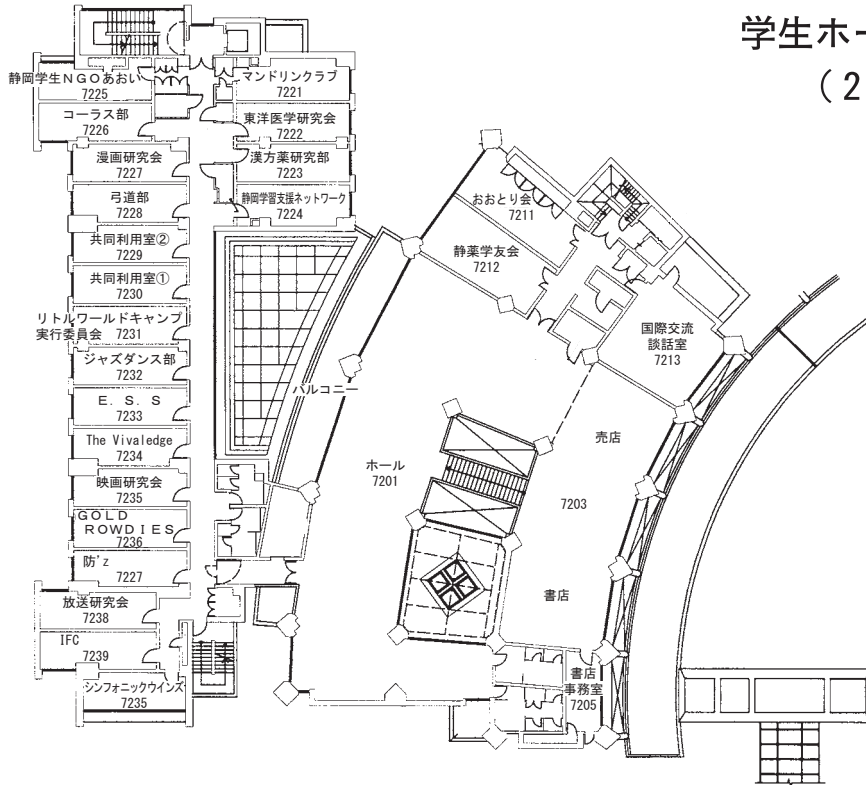 学生ホー
（2
静岡学生ＮＧＯあおい
7225
コーラス部
7226
漫画研究会
7227
弓道部
7228
共同利用室②
7229
共同利用室①
7230
リトルワールドキャンプ
実行委員会 7231
ジャズダンス部
7232
Ｅ．Ｓ．Ｓ
7233
The Vivaledge
7234
映画研究会
7235
ＧＯＬＤ
ＲＯＷＤＩＥＳ
7236
防'z
7227
放送研究会
7238
IFC
7239
シンフォニックウインズ
7235
マンドリンクラブ
7221
東洋医学研究会
7222
漢方薬研究部
7223
静岡学習支援ネットワーク
7224
バルコニー
おおとり会
7211
静薬学友会
7212
国際交流
談話室
7213
ホール
7201
売店
7203
書店
書店
事務室
7205